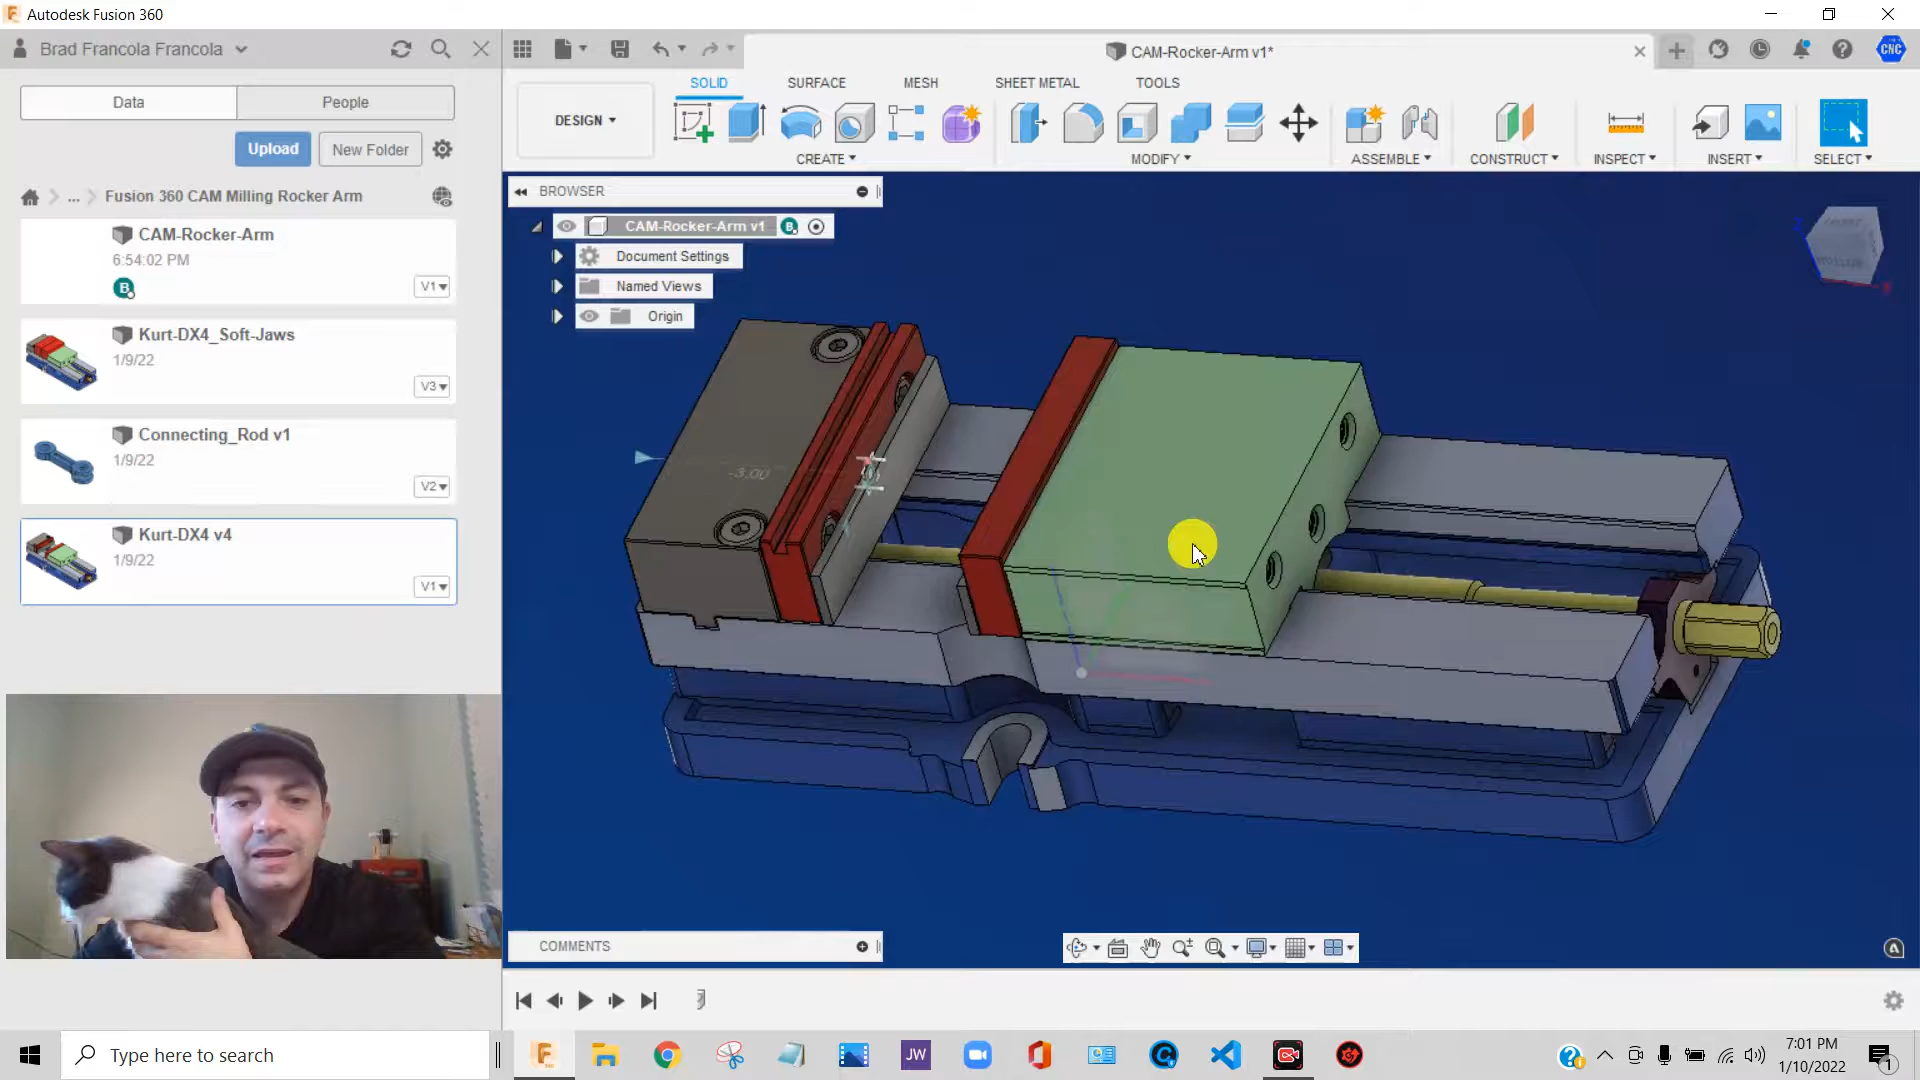 Autodesk Fusion 360
Brad Francola Francola
CAM-Rocker-Arm v1*
CNC
Data
People
SOLID
SURFACE
MESH
SHEET METAL
TOOLS
DESIGN
CREATE
MODIFY
ASSEMBLE
CONSTRUCT
INSPECT
INSERT
SELECT
Upload
New Folder
... Fusion 360 CAM Milling Rocker Arm
CAM-Rocker-Arm
6:54:02 PM
B
V1
Kurt-DX4_Soft-Jaws
1/9/22
V3
Connecting_Rod v1
1/9/22
V2
Kurt-DX4 v4
1/9/22
V1
BROWSER
CAM-Rocker-Arm v1
B
Document Settings
Named Views
Origin
-3.00
Z
X
COMMENTS
Type here to search
JW
7:01 PM
1/10/2022
1